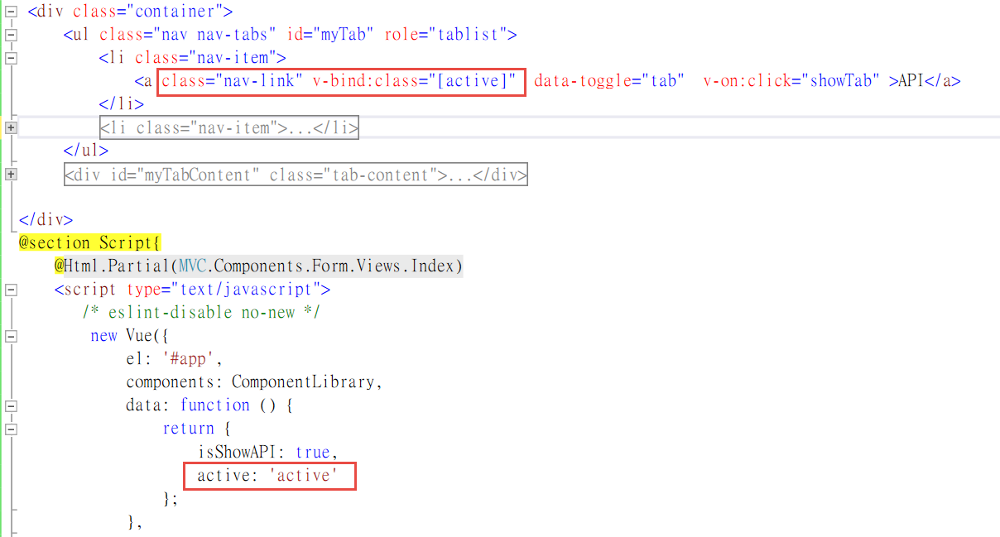 <div class="container">
<ul class="nav nav-tabs" id="myTab" role="tablist">
<li class="nav-item">
<a class="nav-link" v-bind:class="[active]" data-toggle="tab" v-on:click="showTab" >API</a>
</li>
<li class="nav-item">...</li>
</ul>
<div id="myTabContent" class="tab-content">...</div>
</div>
@section Script{
@Html.Partial(MVC.Components.Form.Views.Index)
<script type="text/javascript">
/* eslint-disable no-new */
new Vue({
el: '#app',
components: ComponentLibrary,
data: function () {
return {
isShowAPI: true,
active: 'active'
};
},